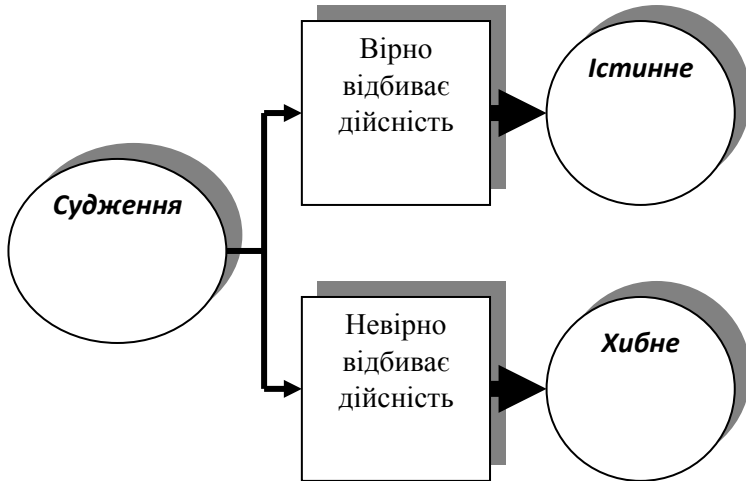 Судження
Вірно
відбиває
дійсність
Істинне
Невірно
відбиває
дійсність
Хибне